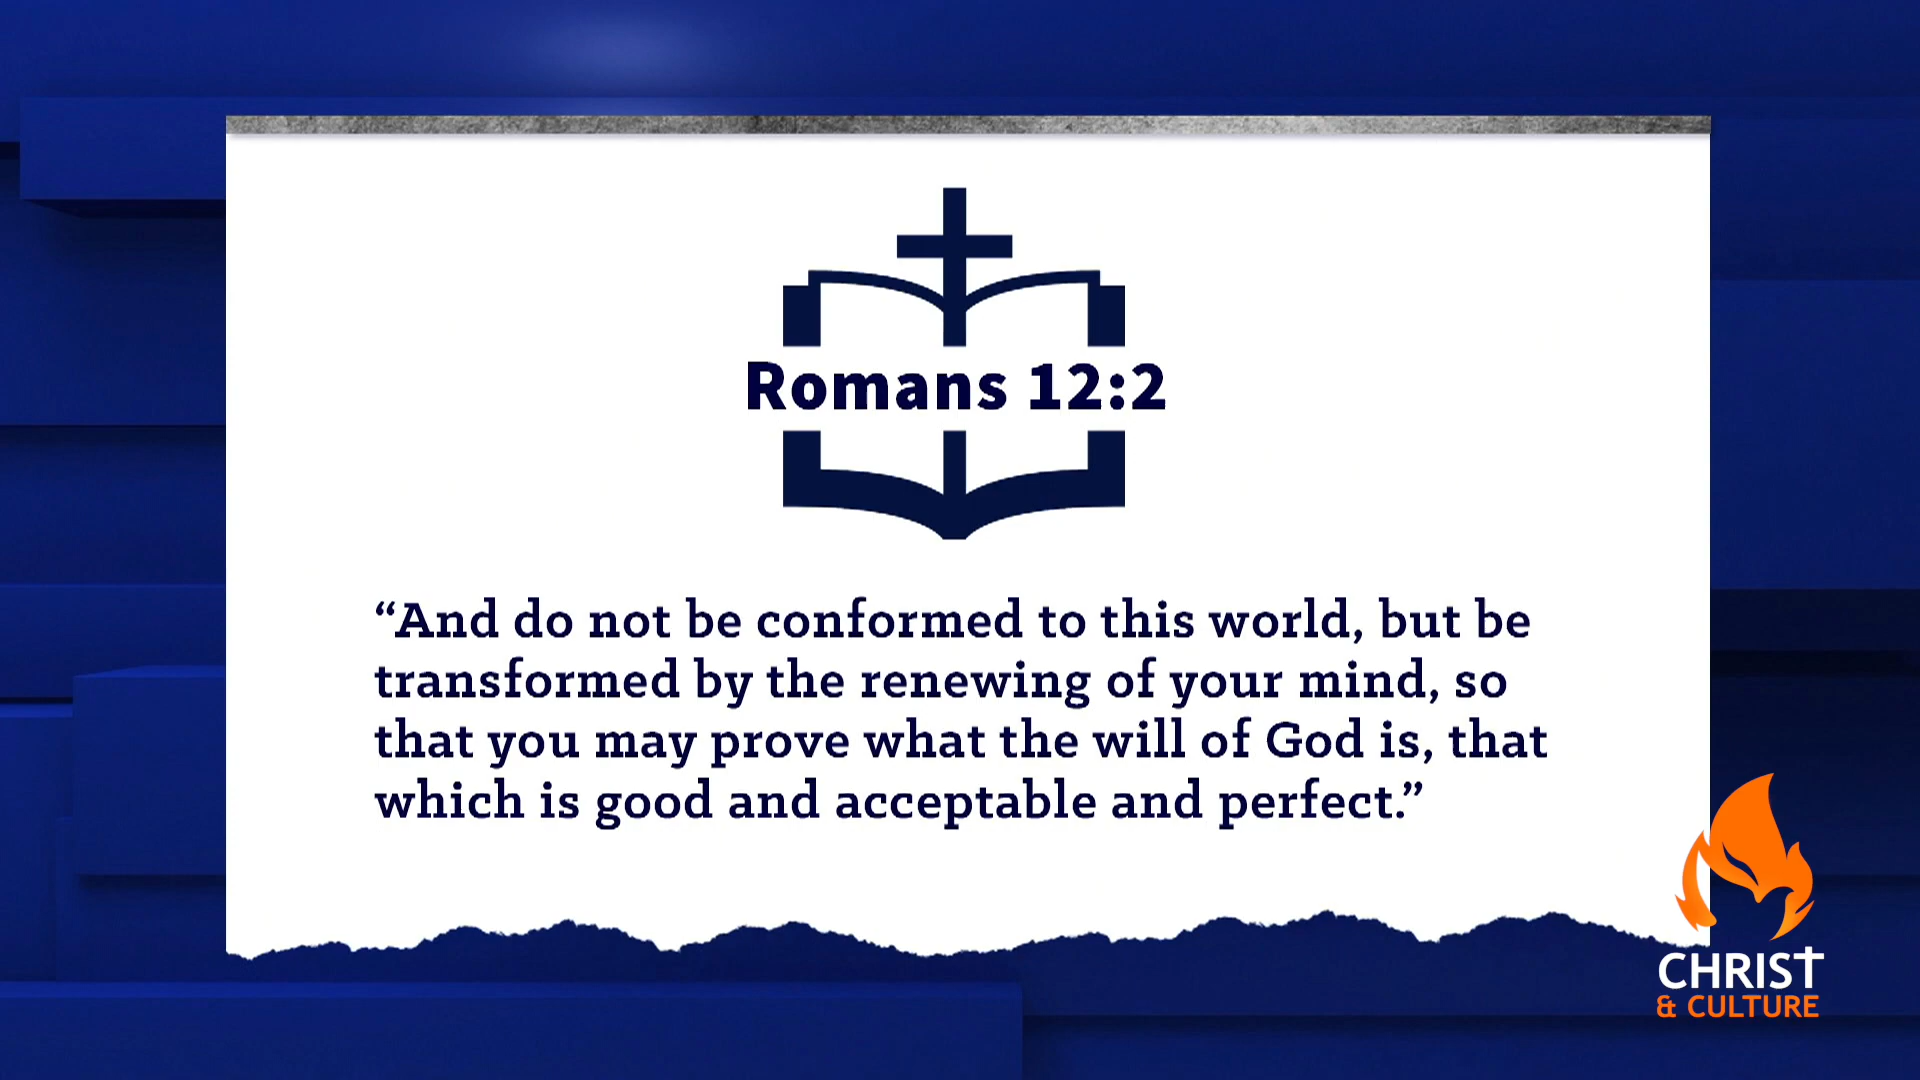 Romans 12:2
“And do not be conformed to this world, but be
transformed by the renewing of your mind, so
that you may prove what the will of God is, that
which is good and acceptable and perfect.”
CHRIST
& CULTURE